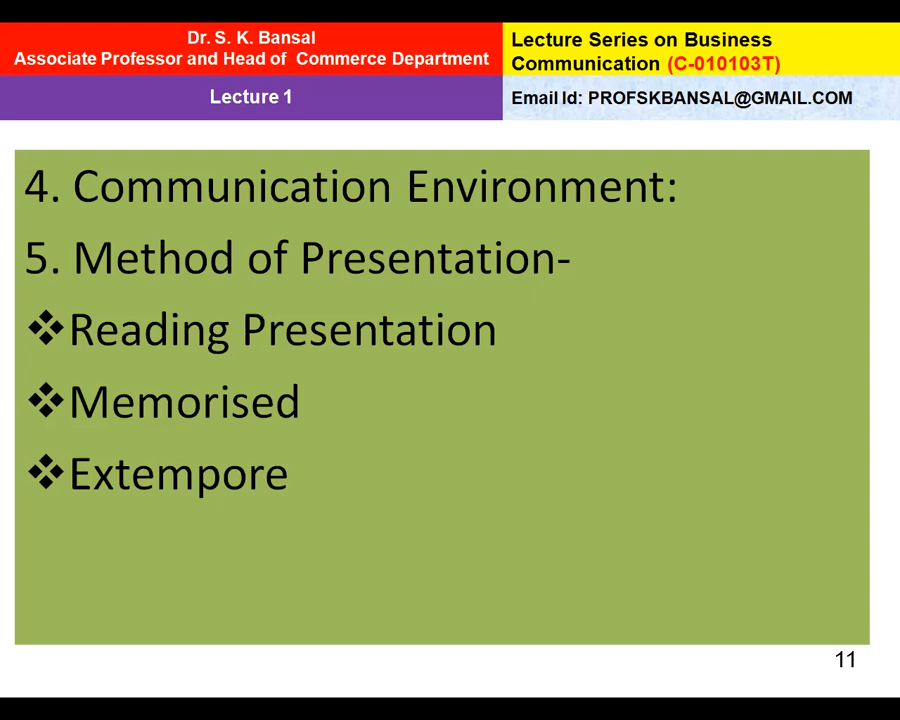 Dr. S. K. Bansal
Associate Professor and Head of Commerce Department
Lecture 1
Lecture Series on Business
Communication (C-010103T)
Email Id: PROFSKBANSAL@GMAIL.COM
4. Communication Environment:
5. Method of Presentation-
❖Reading Presentation
❖Memorised
❖Extempore
11